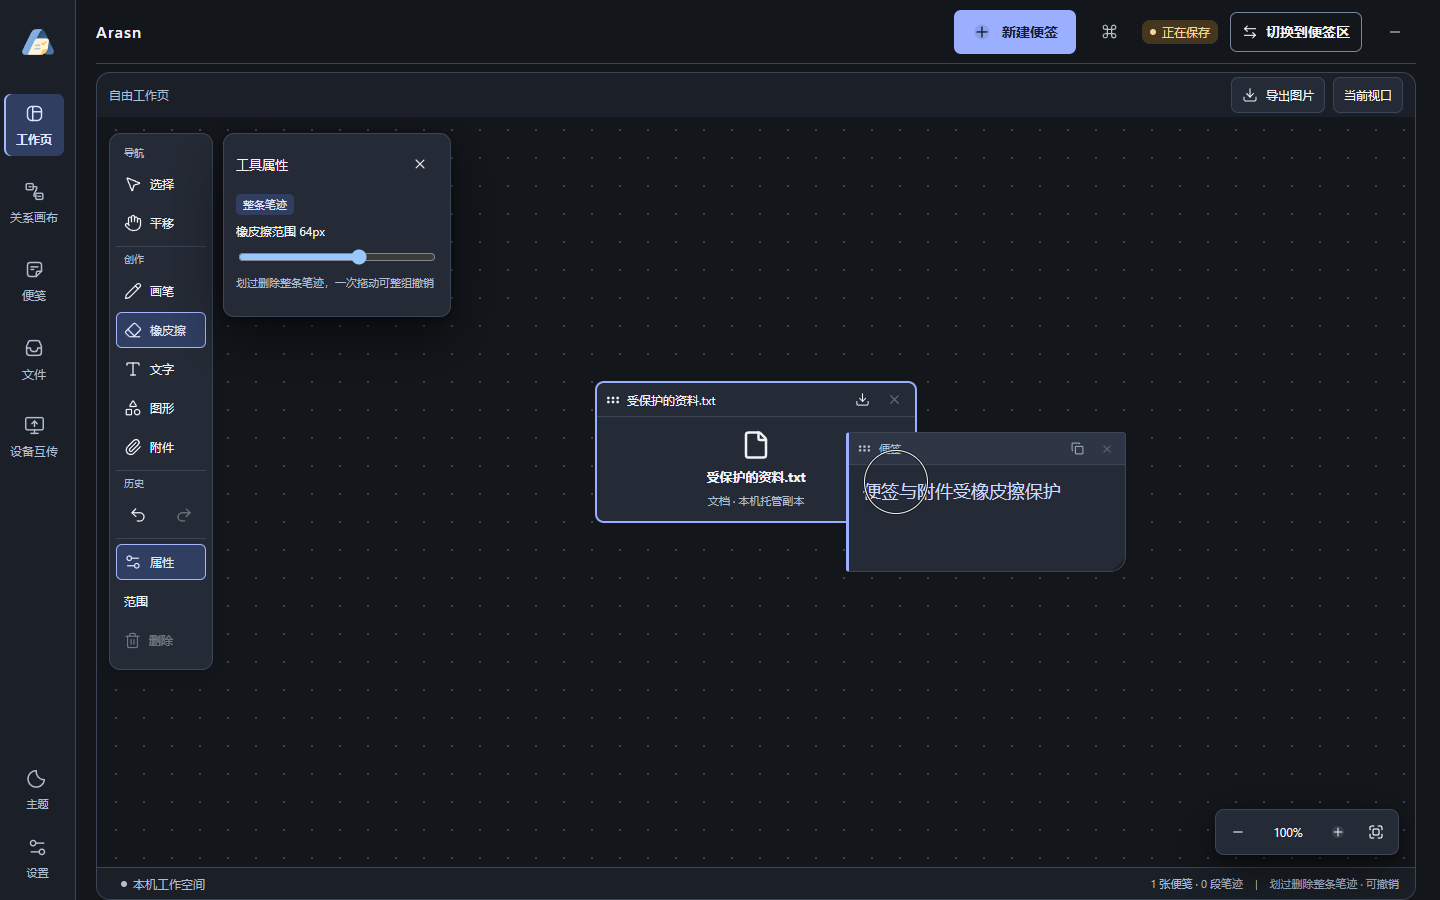 Arasn
新建便签
正在保存
切换到便签区
工作页
关系画布
便笺
文件
设备互传
主题
设置
自由工作页
导出图片
当前视口
导航
选择
平移
创作
画笔
橡皮擦
文字
图形
附件
历史
属性
范围
删除
工具属性
整条笔迹
橡皮擦范围 64px
划过删除整条笔迹，一次拖动可整组撤销
受保护的资料.txt
受保护的资料.txt
文档 · 本机托管副本
便签
便签与附件受橡皮擦保护
100%
本机工作空间
1 张便笺 · 0 段笔迹 | 划过删除整条笔迹 · 可撤销